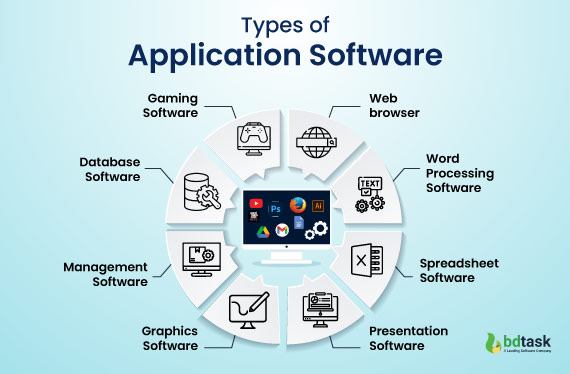 Types of
Application Software
Gaming
Software
Web
browser
Database
Software
Word
Processing
Software
TEXT
Management
Software
Spreadsheet
Software
X
Graphics
Software
Presentation
Software
Ps
Ai
M
bdtask
A Leading Software Company